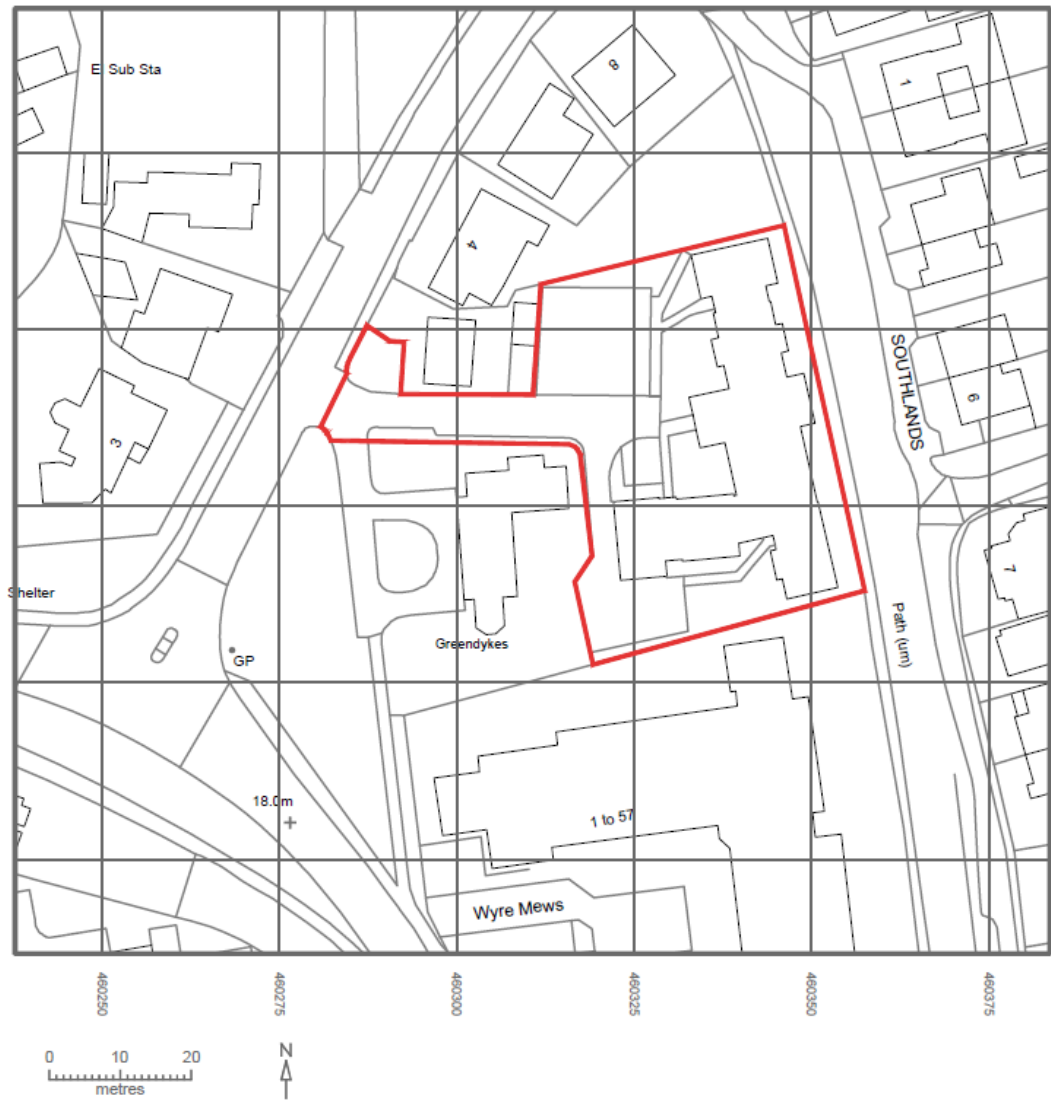 El Sub Sta
8
1
4
SOUTHLANDS
6
3
7
Shelter
Path (um)
Greendykes
GP
18.0m
1 to 57
Wyre Mews
460250
460275
460300
460325
460350
460375
0 10 20
metres
N